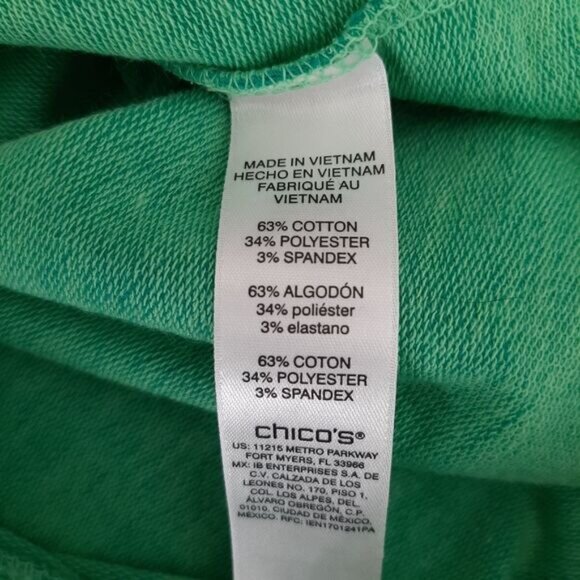 MADE IN VIETNAM
HECHO EN VIETNAM
FABRIQUÉ AU
VIETNAM
63% COTTON
34% POLYESTER
3% SPANDEX
63% ALGODÓN
34% poliéster
3% elastano
63% COTON
34% POLYESTER
3% SPANDEX
chico's®
US: 11215 METRO PARKWAY
FORT MYERS, FL 33966
MX: IB ENTERPRISES S.A. DE
C.V. CALZADA DE LOS
LEONES NO. 170, PISO 1,
COL. LOS ALPES, DEL.
ÁLVARO OBREGÓN, C.P.
01010, CIUDAD DE MÉXICO,
MÉXICO. RFC: IEN1701241PA